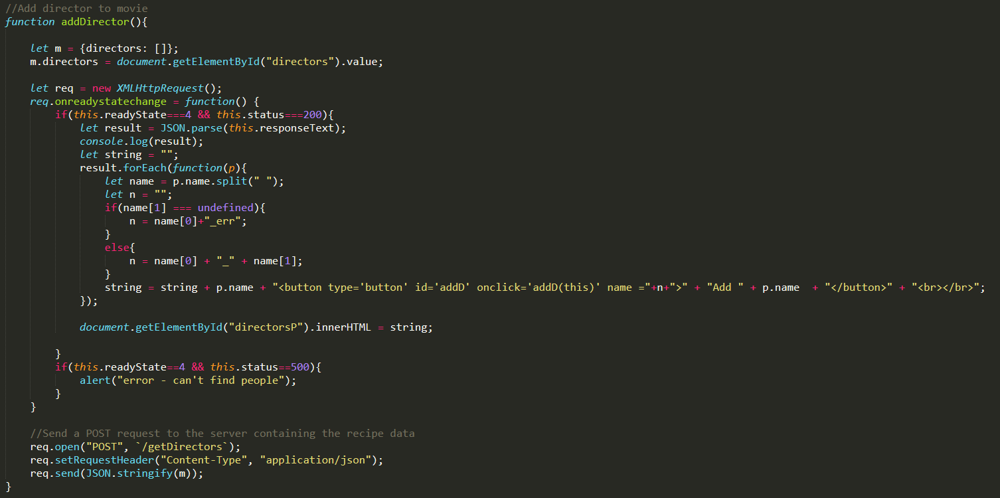 //Add director to movie
function addDirector(){
let m = {directors: []};
m.directors = document.getElementById("directors").value;
let req = new XMLHttpRequest();
req.onreadystatechange = function() {
if(this.readyState===4 && this.status===200){
let result = JSON.parse(this.responseText);
console.log(result);
let string = "";
result.forEach(function(p){
let name = p.name.split(" ");
let n = "";
if(name[1] === undefined){
n = name[0]+"_err";
}
else{
n = name[0] + "_" + name[1];
}
string = string + p.name + "<button type='button' id='addD' onclick='addD(this)' name ="+n+">" + "Add " + p.name  + "</button>" + "<br></br>";
});
document.getElementById("directorsP").innerHTML = string;
}
if(this.readyState==4 && this.status==500){
alert("error - can't find people");
}
}
//Send a POST request to the server containing the recipe data
req.open("POST", `/getDirectors`);
req.setRequestHeader("Content-Type", "application/json");
req.send(JSON.stringify(m));
}